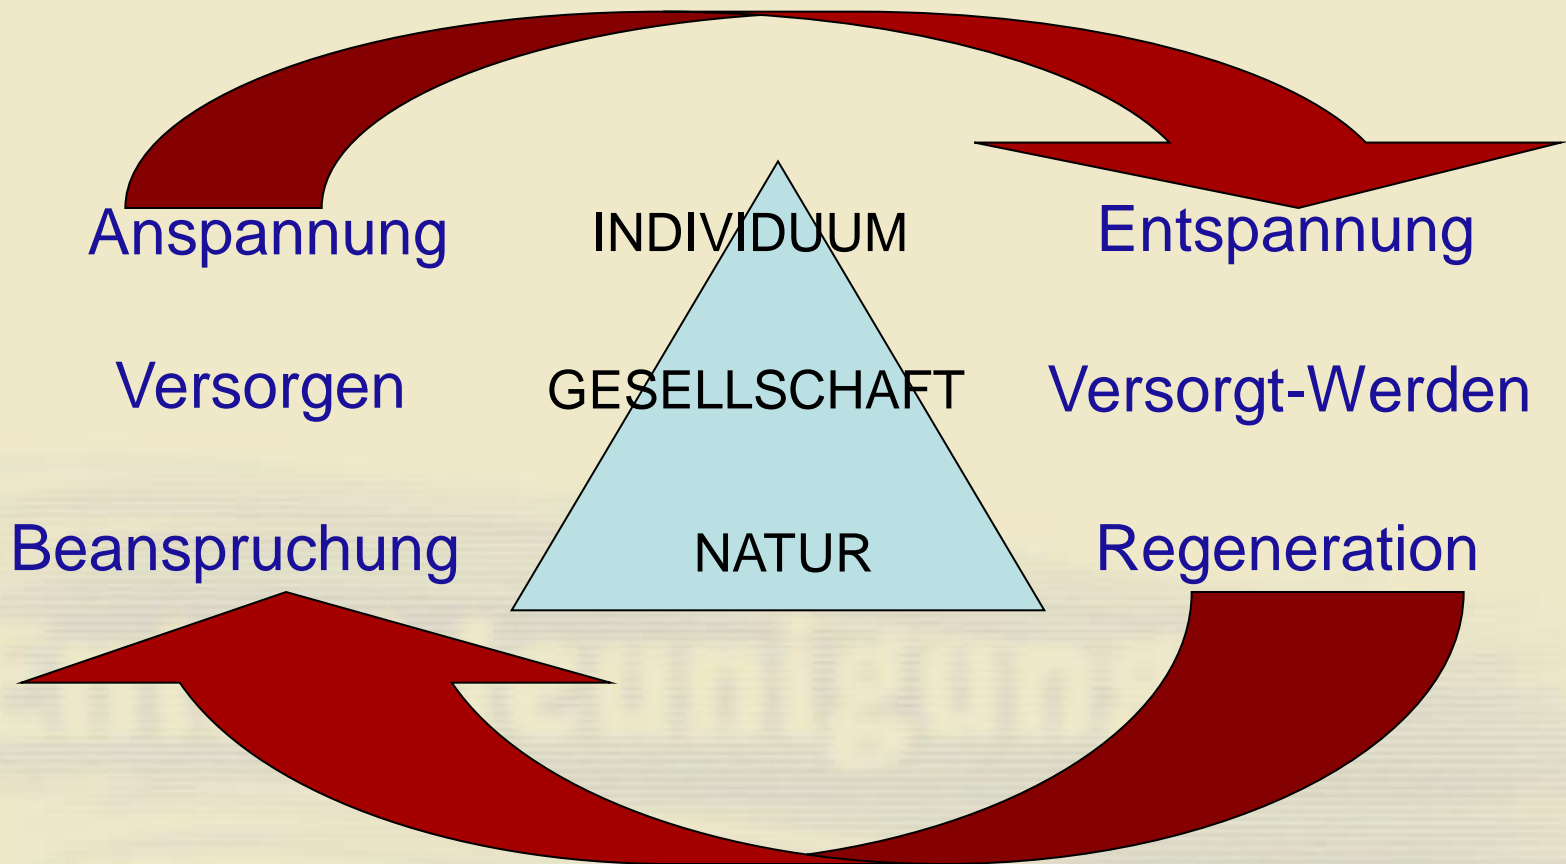 Anspannung INDIVIDUUM Entspannung
Versorgen GESELLSCHAFT Versorgt-Werden
Beanspruchung NATUR Regeneration